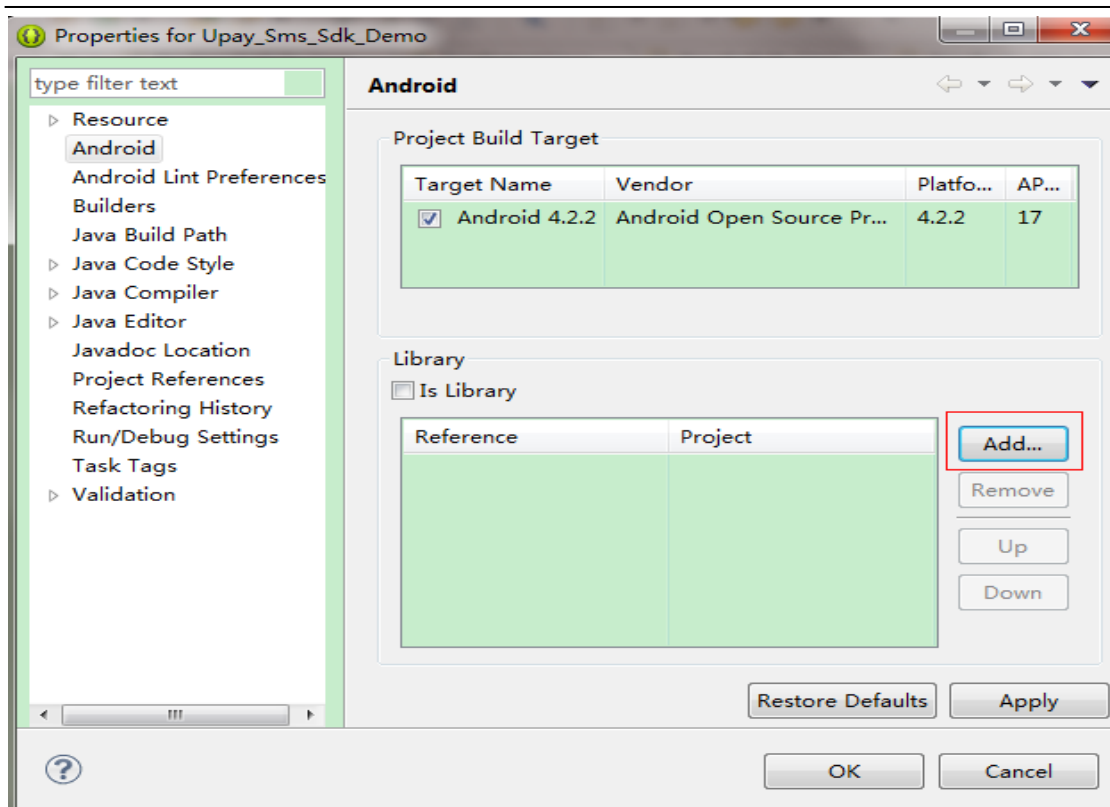 Properties for Upay_Sms_Sdk_Demo
type filter text
Resource
Android
Android Lint Preferences
Builders
Java Build Path
Java Code Style
Java Compiler
Java Editor
Javadoc Location
Project References
Refactoring History
Run/Debug Settings
Task Tags
Validation
Android
Project Build Target
Target Name Vendor Platfo... AP...
Android 4.2.2 Android Open Source Pr... 4.2.2 17
Library
Is Library
Reference Project
Add...
Remove
Up
Down
Restore Defaults Apply
OK Cancel